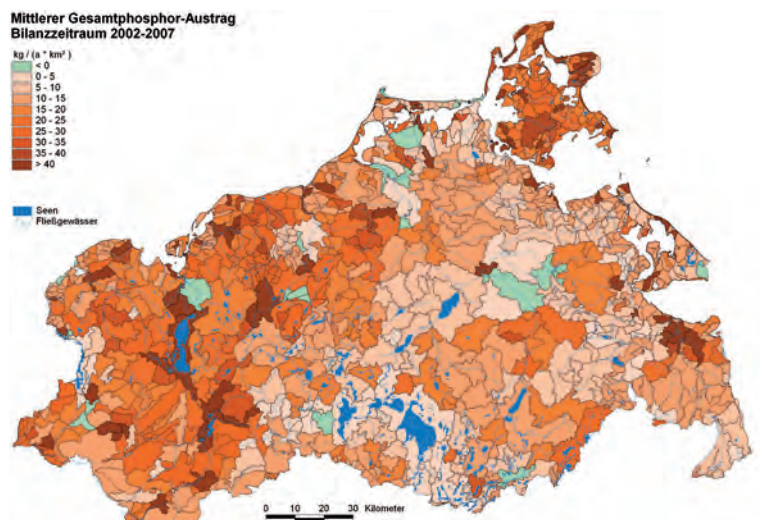 Mittlerer Gesamtphosphor-Austrag
Bilanzzeitraum 2002-2007
kg / (a * km²)
< 0
0 - 5
5 - 10
10 - 15
15 - 20
20 - 25
25 - 30
30 - 35
35 - 40
> 40
Seen
Fließgewässer
0 10 20 30 Kilometer